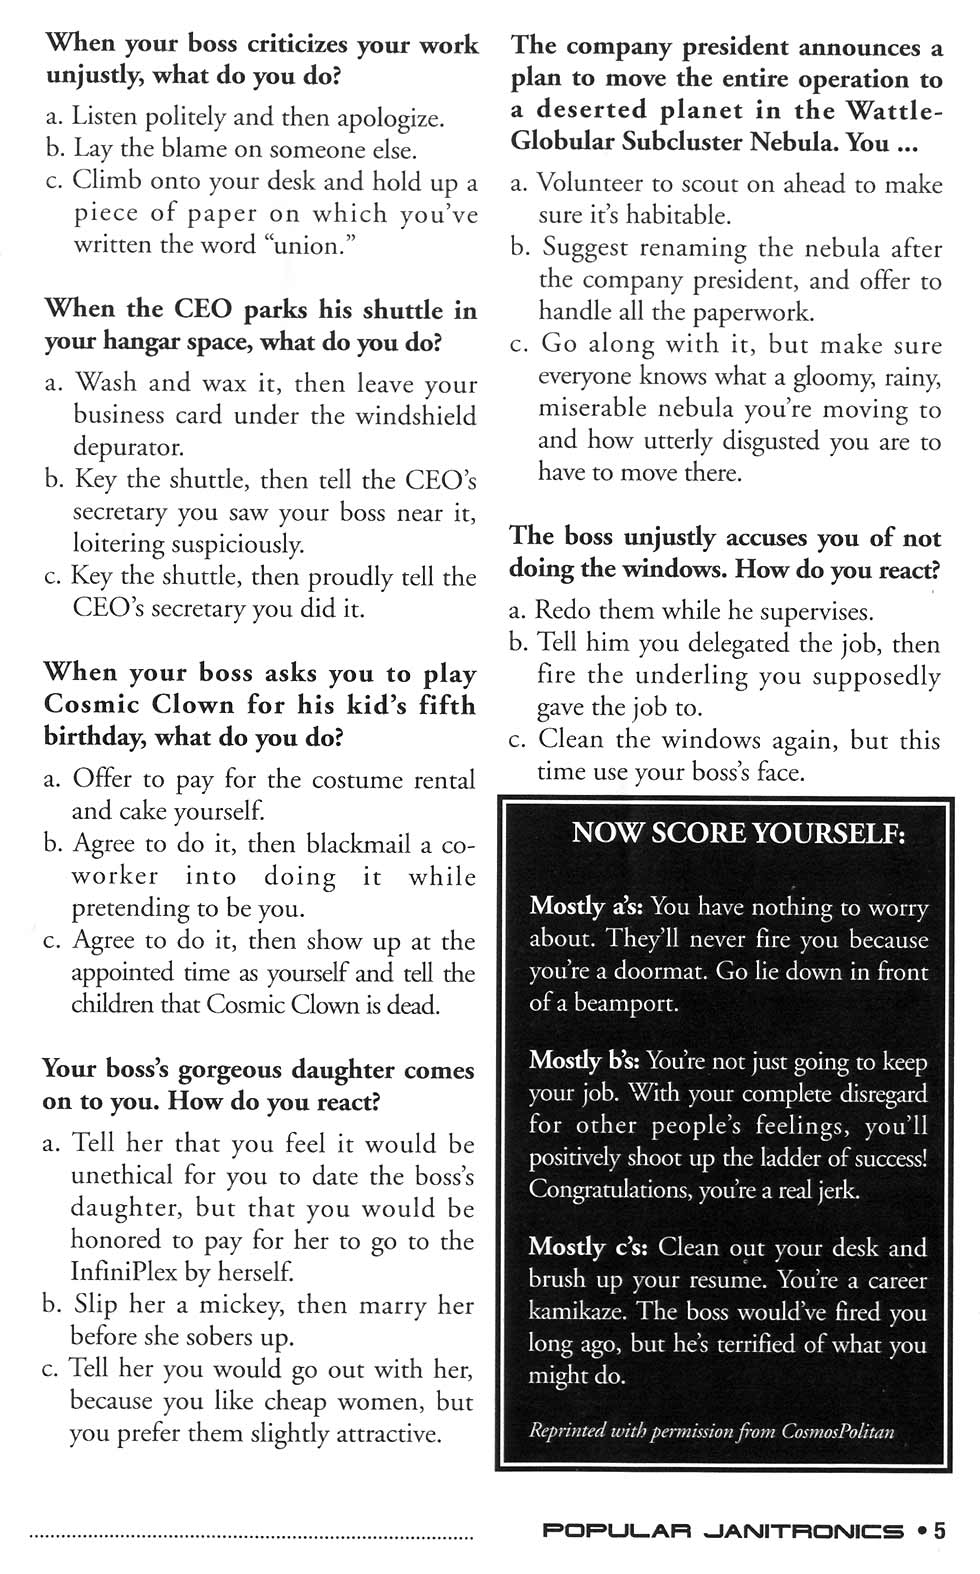 When your boss criticizes your work
unjustly, what do you do?
a. Listen politely and then apologize.
b. Lay the blame on someone else.
c. Climb onto your desk and hold up a
piece of paper on which you've
written the word “union.”
When the CEO parks his shuttle in
your hangar space, what do you do?
a. Wash and wax it, then leave your
business card under the windshield
depurator.
b. Key the shuttle, then tell the CEO's
secretary you saw your boss near it,
loitering suspiciously.
c. Key the shuttle, then proudly tell the
CEO's secretary you did it.
When your boss asks you to play
Cosmic Clown for his kid's fifth
birthday, what do you do?
a. Offer to pay for the costume rental
and cake yourself.
b. Agree to do it, then blackmail a co-
worker into doing it while
pretending to be you.
c. Agree to do it, then show up at the
appointed time as yourself and tell the
children that Cosmic Clown is dead.
Your boss's gorgeous daughter comes
on to you. How do you react?
a. Tell her that you feel it would be
unethical for you to date the boss's
daughter, but that you would be
honored to pay for her to go to the
InfiniPlex by herself.
b. Slip her a mickey, then marry her
before she sobers up.
c. Tell her you would go out with her,
because you like cheap women, but
you prefer them slightly attractive.
The company president announces a
plan to move the entire operation to
a deserted planet in the Wattle-
Globular Subcluster Nebula. You ...
a. Volunteer to scout on ahead to make
sure it's habitable.
b. Suggest renaming the nebula after
the company president, and offer to
handle all the paperwork.
c. Go along with it, but make sure
everyone knows what a gloomy, rainy,
miserable nebula you're moving to
and how utterly disgusted you are to
have to move there.
The boss unjustly accuses you of not
doing the windows. How do you react?
a. Redo them while he supervises.
b. Tell him you delegated the job, then
fire the underling you supposedly
gave the job to.
c. Clean the windows again, but this
time use your boss's face.
NOW SCORE YOURSELF:
Mostly a's: You have nothing to worry
about. They'll never fire you because
you're a doormat. Go lie down in front
of a beamport.
Mostly b's: You're not just going to keep
your job. With your complete disregard
for other people's feelings, you'll
positively shoot up the ladder of success!
Congratulations, you're a real jerk.
Mostly c's: Clean out your desk and
brush up your resume. You're a career
kamikaze. The boss would've fired you
long ago, but he's terrified of what you
might do.
Reprinted with permission from CosmosPolitan
POPULAR JANITRONICS • 5